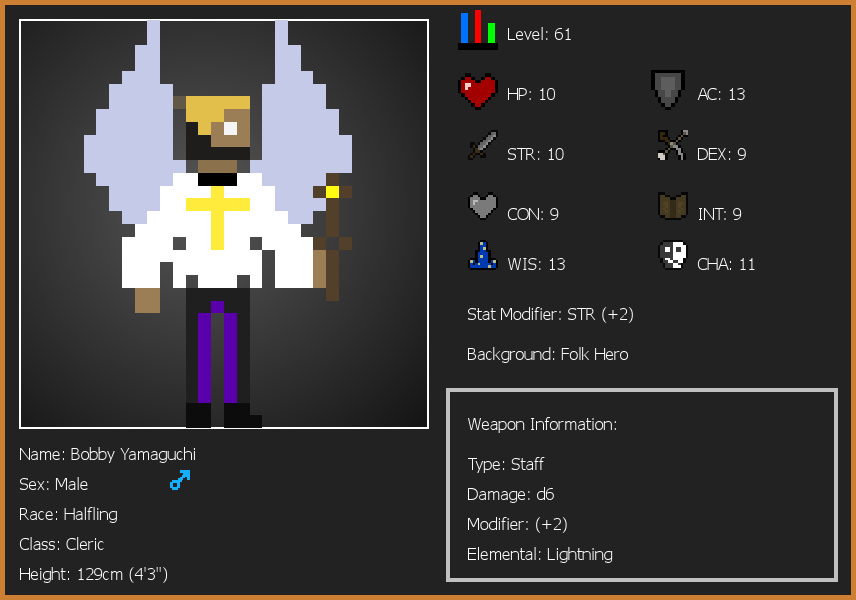 Level: 61
HP: 10
AC: 13
STR: 10
DEX: 9
CON: 9
INT: 9
WIS: 13
CHA: 11
Stat Modifier: STR (+2)
Background: Folk Hero
Weapon Information:
Type: Staff
Damage: d6
Modifier: (+2)
Elemental: Lightning
Name: Bobby Yamaguchi
Sex: Male
Race: Halfling
Class: Cleric
Height: 129cm (4'3")